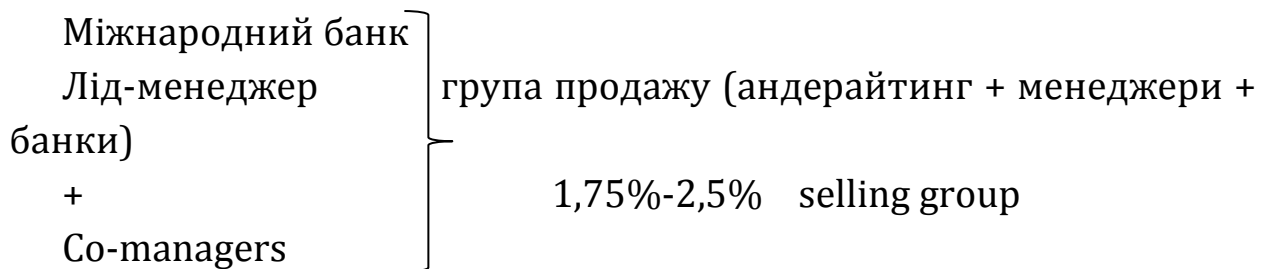 Міжнародний банк
Лід-менеджер група продажу (андерайтинг + менеджери +
банки)
+ 1,75%-2,5% selling group
Co-managers